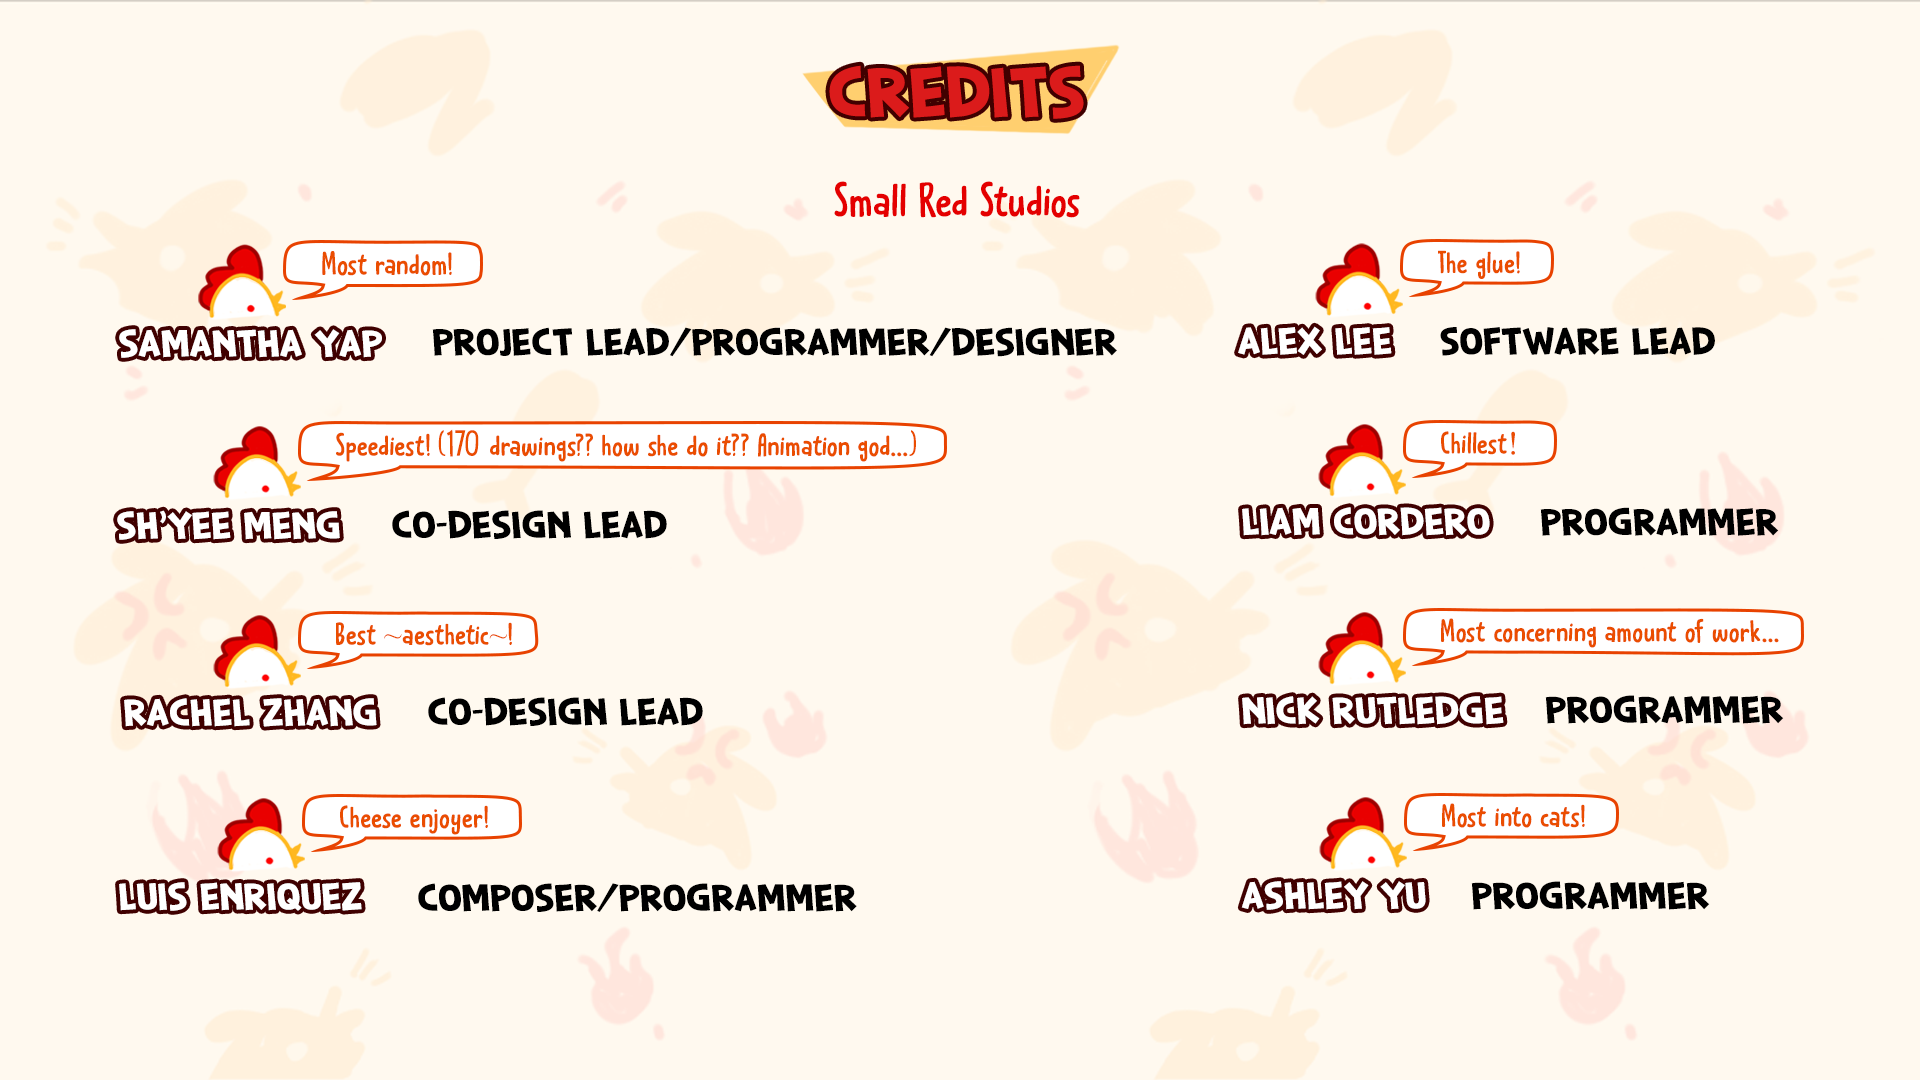 CREDITS
Small Red Studios
Most random!
SAMANTHA YAP PROJECT LEAD/PROGRAMMER/DESIGNER
Speediest! (170 drawings?? how she do it?? Animation god...)
SH'YEE MENG CO-DESIGN LEAD
Best ~aesthetic~!
RACHEL ZHANG CO-DESIGN LEAD
Cheese enjoyer!
LUIS ENRIQUEZ COMPOSER/PROGRAMMER
The glue!
ALEX LEE SOFTWARE LEAD
Chillest!
LIAM CORDERO PROGRAMMER
Most concerning amount of work...
NICK RUTLEDGE PROGRAMMER
Most into cats!
ASHLEY YU PROGRAMMER